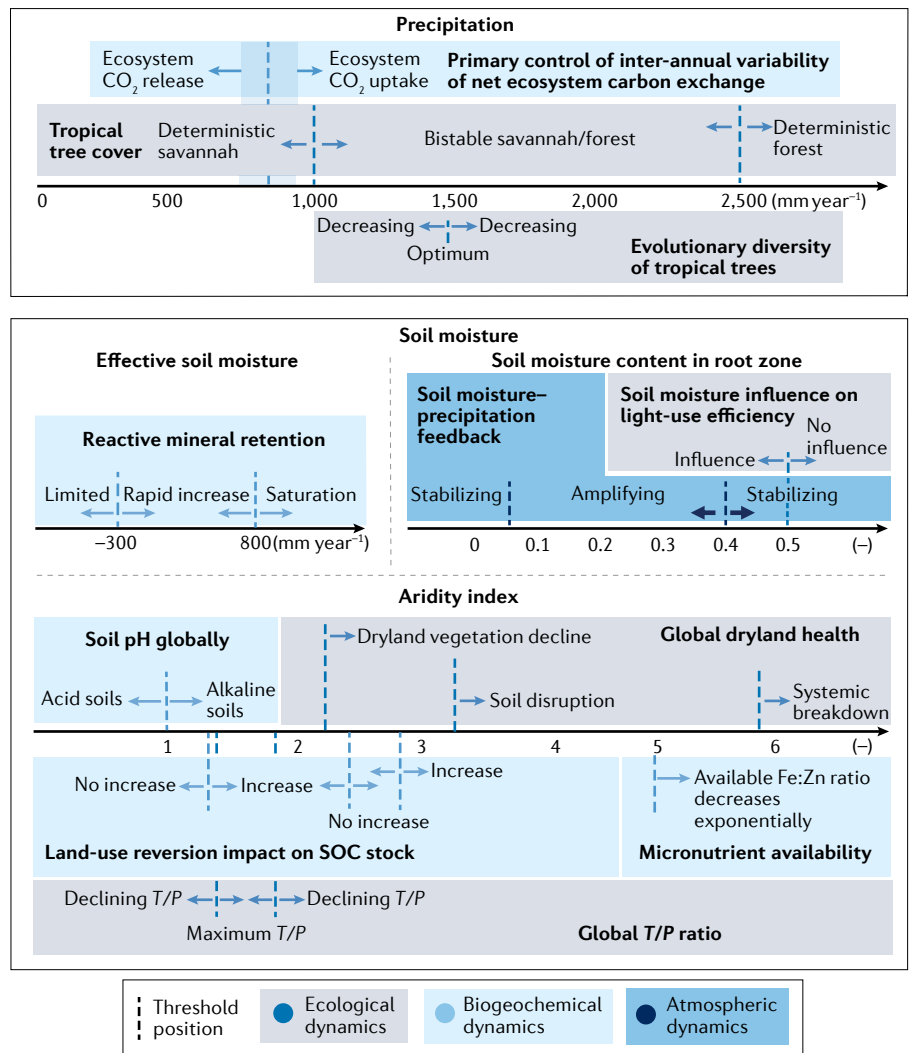 Precipitation
Ecosystem
CO2 release
Ecosystem
CO2 uptake
Primary control of inter-annual variability
of net ecosystem carbon exchange
Tropical
tree cover
Deterministic
savannah
Bistable savannah/forest
Deterministic
forest
0 500 1,000 1,500 2,000 2,500 (mm year−1)
Decreasing Decreasing
Optimum
Evolutionary diversity
of tropical trees
Soil moisture
Effective soil moisture
Reactive mineral retention
Limited Rapid increase Saturation
−300 800 (mm year−1)
Soil moisture content in root zone
Soil moisture–
precipitation
feedback
Soil moisture influence on
light-use efficiency
Influence
No
influence
Stabilizing Amplifying Stabilizing
0 0.1 0.2 0.3 0.4 0.5 (–)
Aridity index
Soil pH globally
Acid soils
Alkaline
soils
Dryland vegetation decline
Global dryland health
Soil disruption
Systemic
breakdown
1 2 3 4 5 6 (–)
No increase Increase Increase
No increase
Land-use reversion impact on SOC stock
Available Fe:Zn ratio
decreases
exponentially
Micronutrient availability
Declining T/P Declining T/P
Maximum T/P
Global T/P ratio
Threshold
position
Ecological
dynamics
Biogeochemical
dynamics
Atmospheric
dynamics